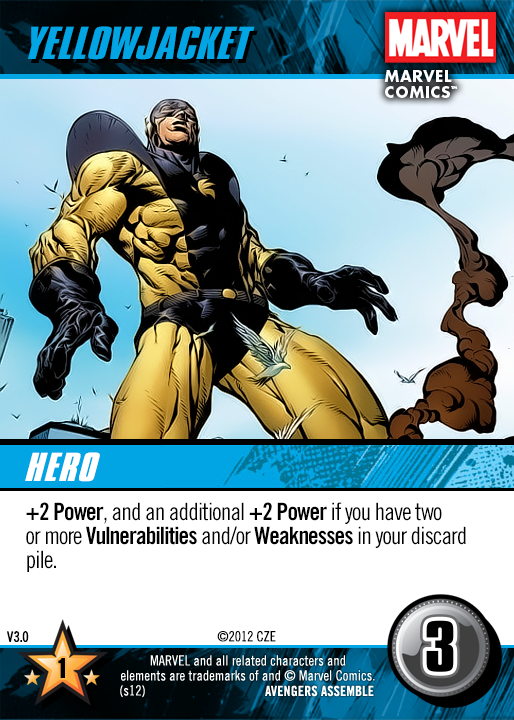 YELLOWJACKET
MARVEL
MARVEL
COMICS™
HERO
+2 Power, and an additional +2 Power if you have two
or more Vulnerabilities and/or Weaknesses in your discard
pile.
V3.0
©2012 CZE
1
MARVEL and all related characters and
elements are trademarks of and © Marvel Comics.
(s12)
AVENGERS ASSEMBLE
3